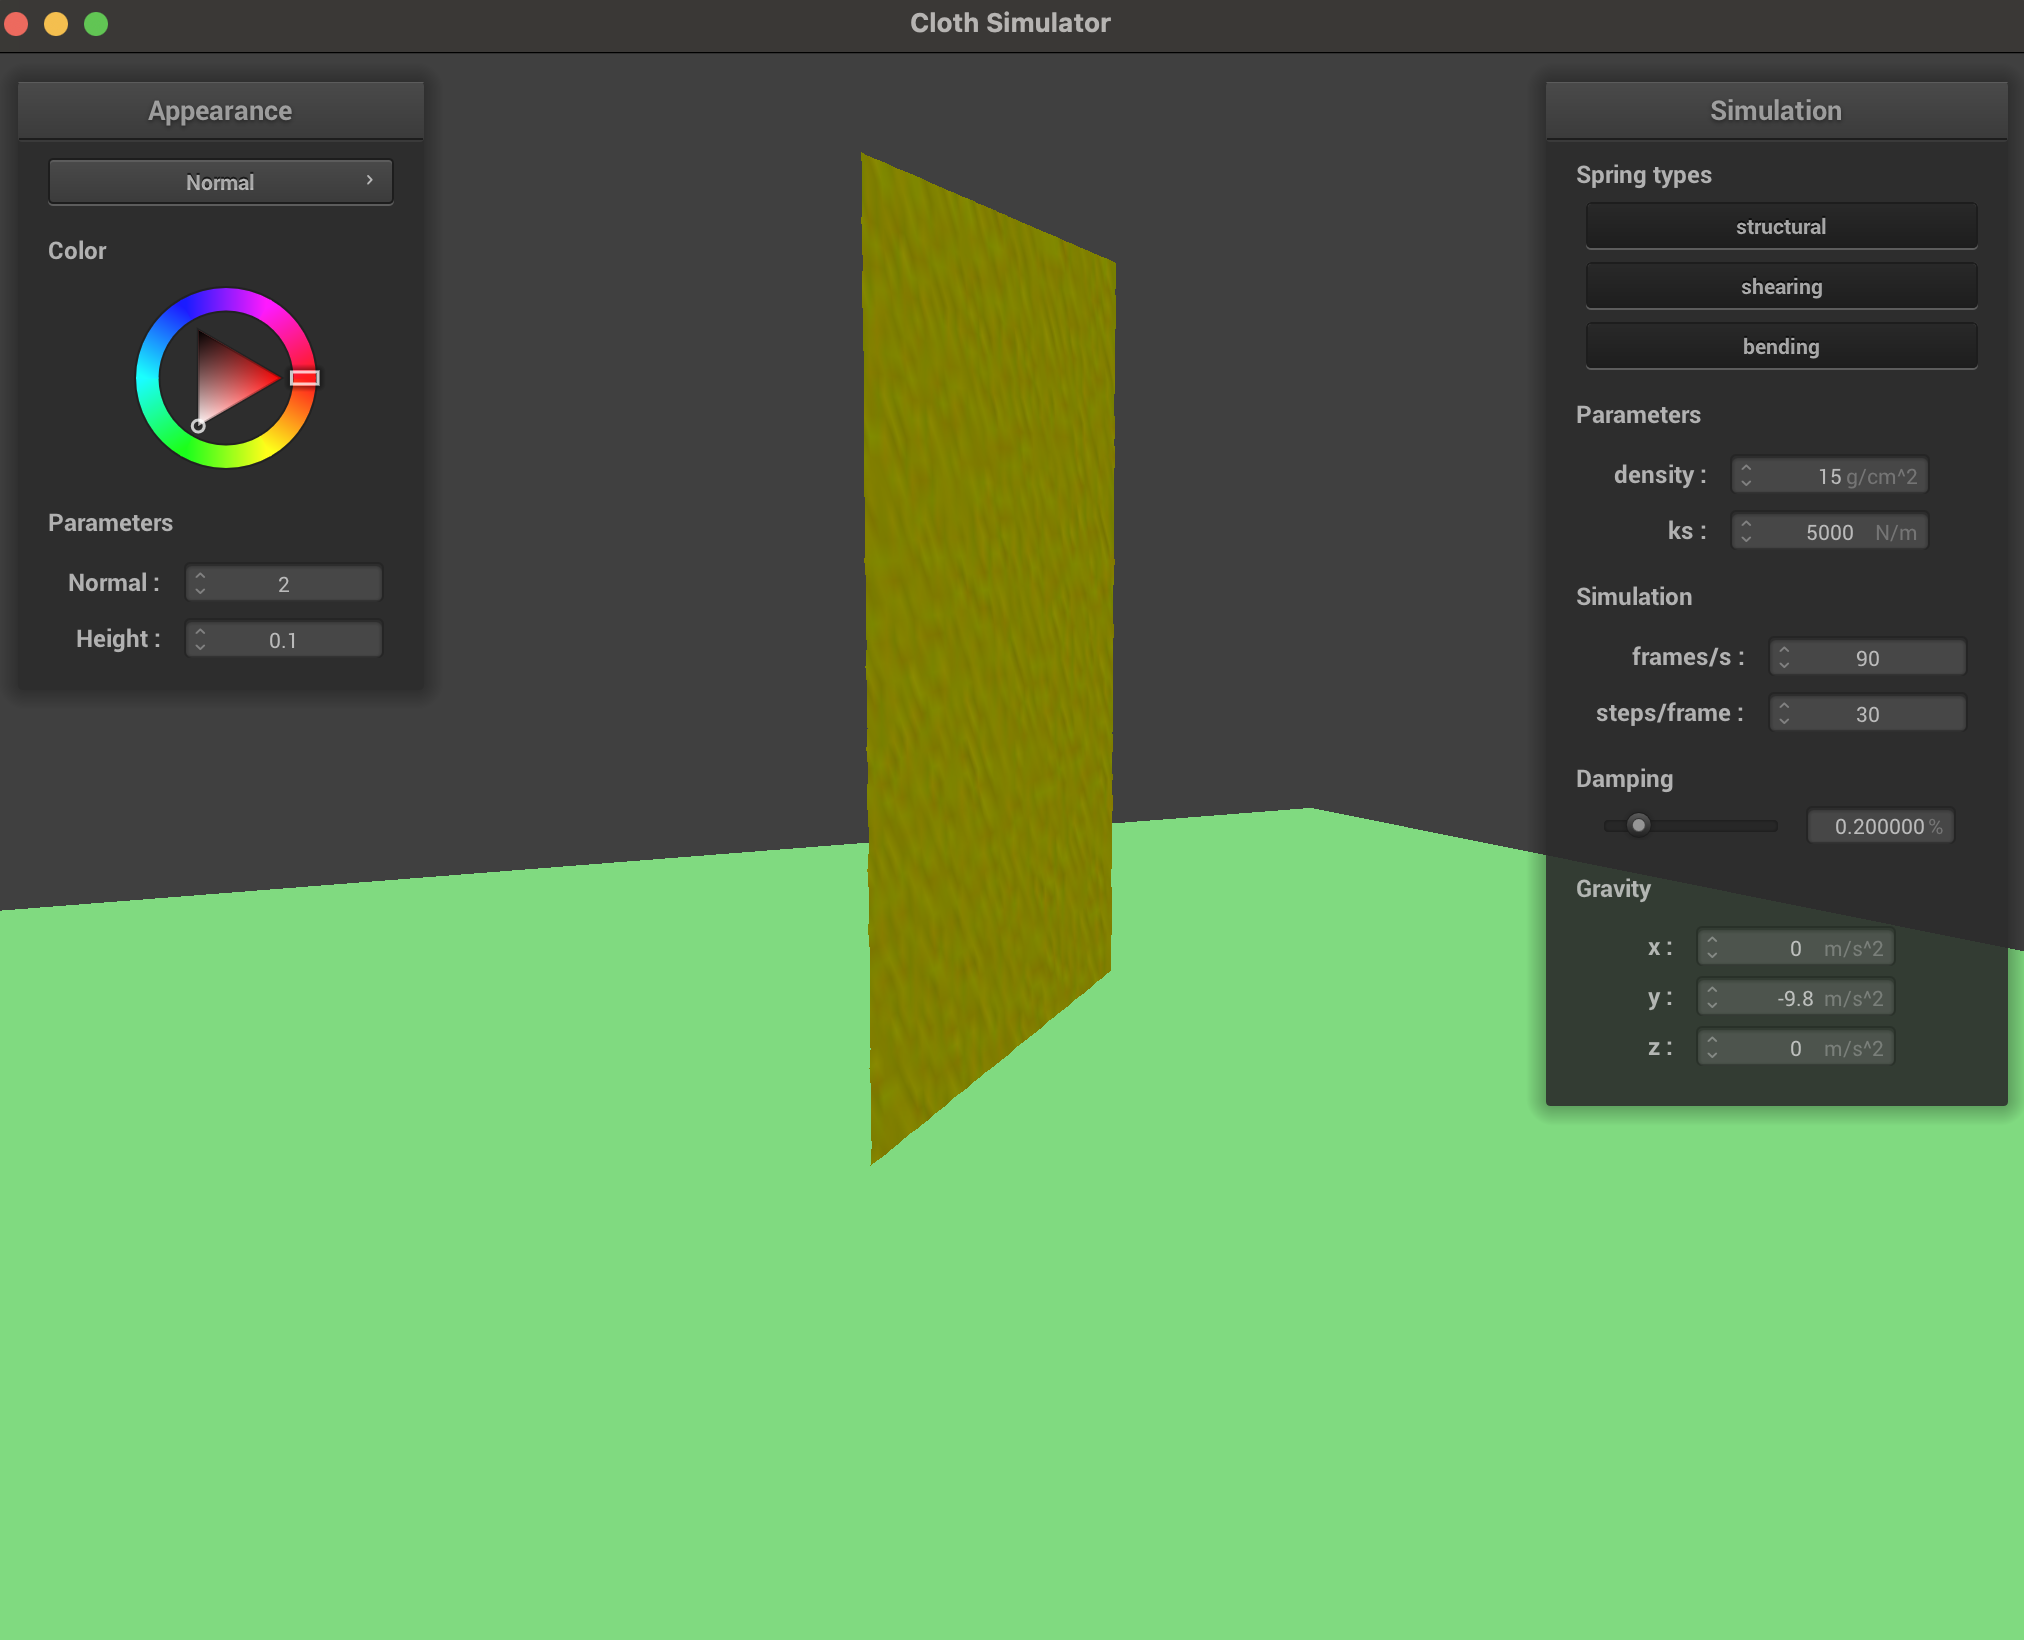 Cloth Simulator
Appearance
Normal
Color
Parameters
Normal : 2
Height : 0.1
Simulation
Spring types
structural
shearing
bending
Parameters
density : 15 g/cm^2
ks : 5000 N/m
Simulation
frames/s : 90
steps/frame : 30
Damping
0.200000 %
Gravity
x : 0 m/s^2
y : -9.8 m/s^2
z : 0 m/s^2